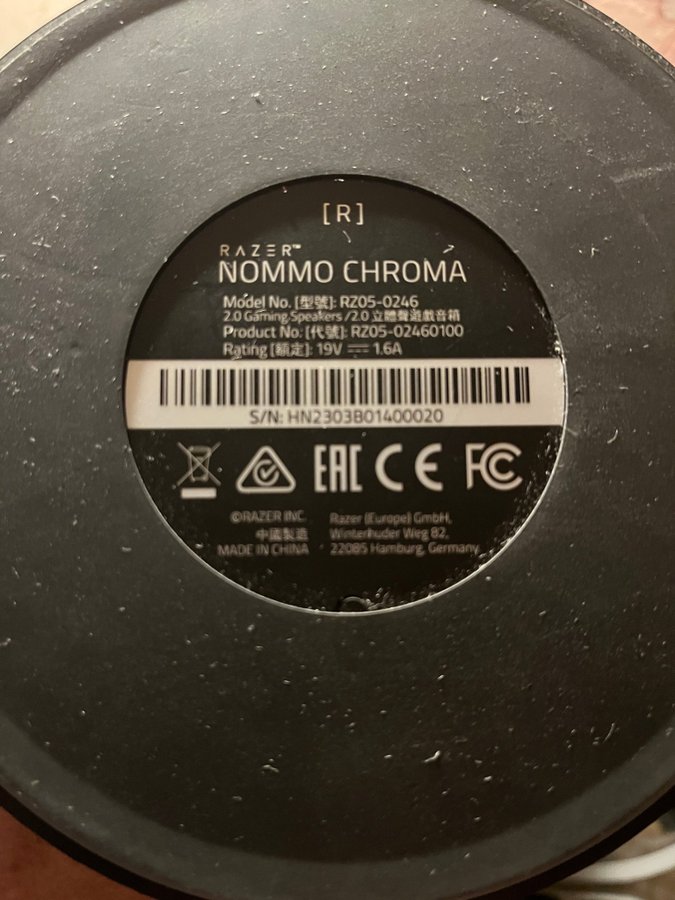 [R]
RAZER™
NOMMO CHROMA
Model No. [型號]: RZ05-0246
2.0 Gaming Speakers /2.0 立體聲遊戲音箱
Product No. [代號]: RZ05-02460100
Rating [額定]: 19V ⎓ 1.6A
S/N: HN2303B01400020
EAC CE FC
©RAZER INC.
中國製造
MADE IN CHINA
Razer (Europe) GmbH,
Winterhuder Weg 82,
22085 Hamburg, Germany